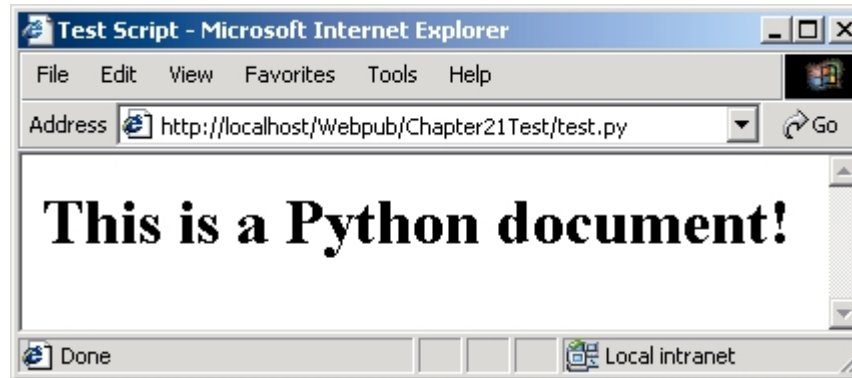 Test Script - Microsoft Internet Explorer
File Edit View Favorites Tools Help
Address http://localhost/Webpub/Chapter21Test/test.py Go
This is a Python document!
Done Local intranet